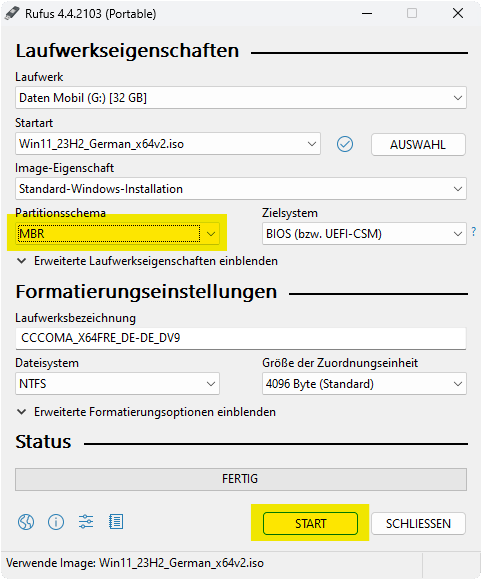 Rufus 4.4.2103 (Portable)
Laufwerkseigenschaften
Laufwerk
Daten Mobil (G:) [32 GB]
Startart
Win11_23H2_German_x64v2.iso
AUSWAHL
Image-Eigenschaft
Standard-Windows-Installation
Partitionsschema Zielsystem
MBR BIOS (bzw. UEFI-CSM) ?
Erweiterte Laufwerkseigenschaften einblenden
Formatierungseinstellungen
Laufwerksbezeichnung
CCCOMA_X64FRE_DE-DE_DV9
Dateisystem Größe der Zuordnungseinheit
NTFS 4096 Byte (Standard)
Erweiterte Formatierungsoptionen einblenden
Status
FERTIG
START SCHLIESSEN
Verwende Image: Win11_23H2_German_x64v2.iso